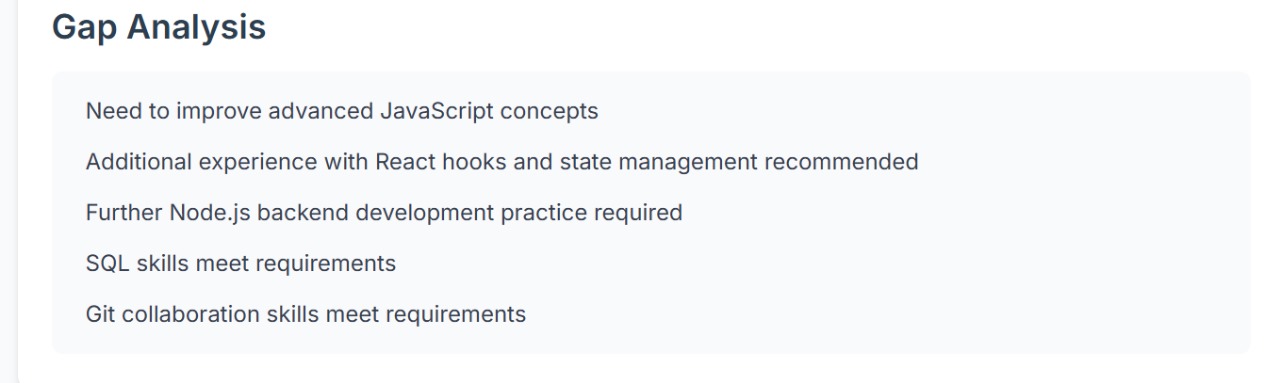 Gap Analysis
Need to improve advanced JavaScript concepts
Additional experience with React hooks and state management recommended
Further Node.js backend development practice required
SQL skills meet requirements
Git collaboration skills meet requirements